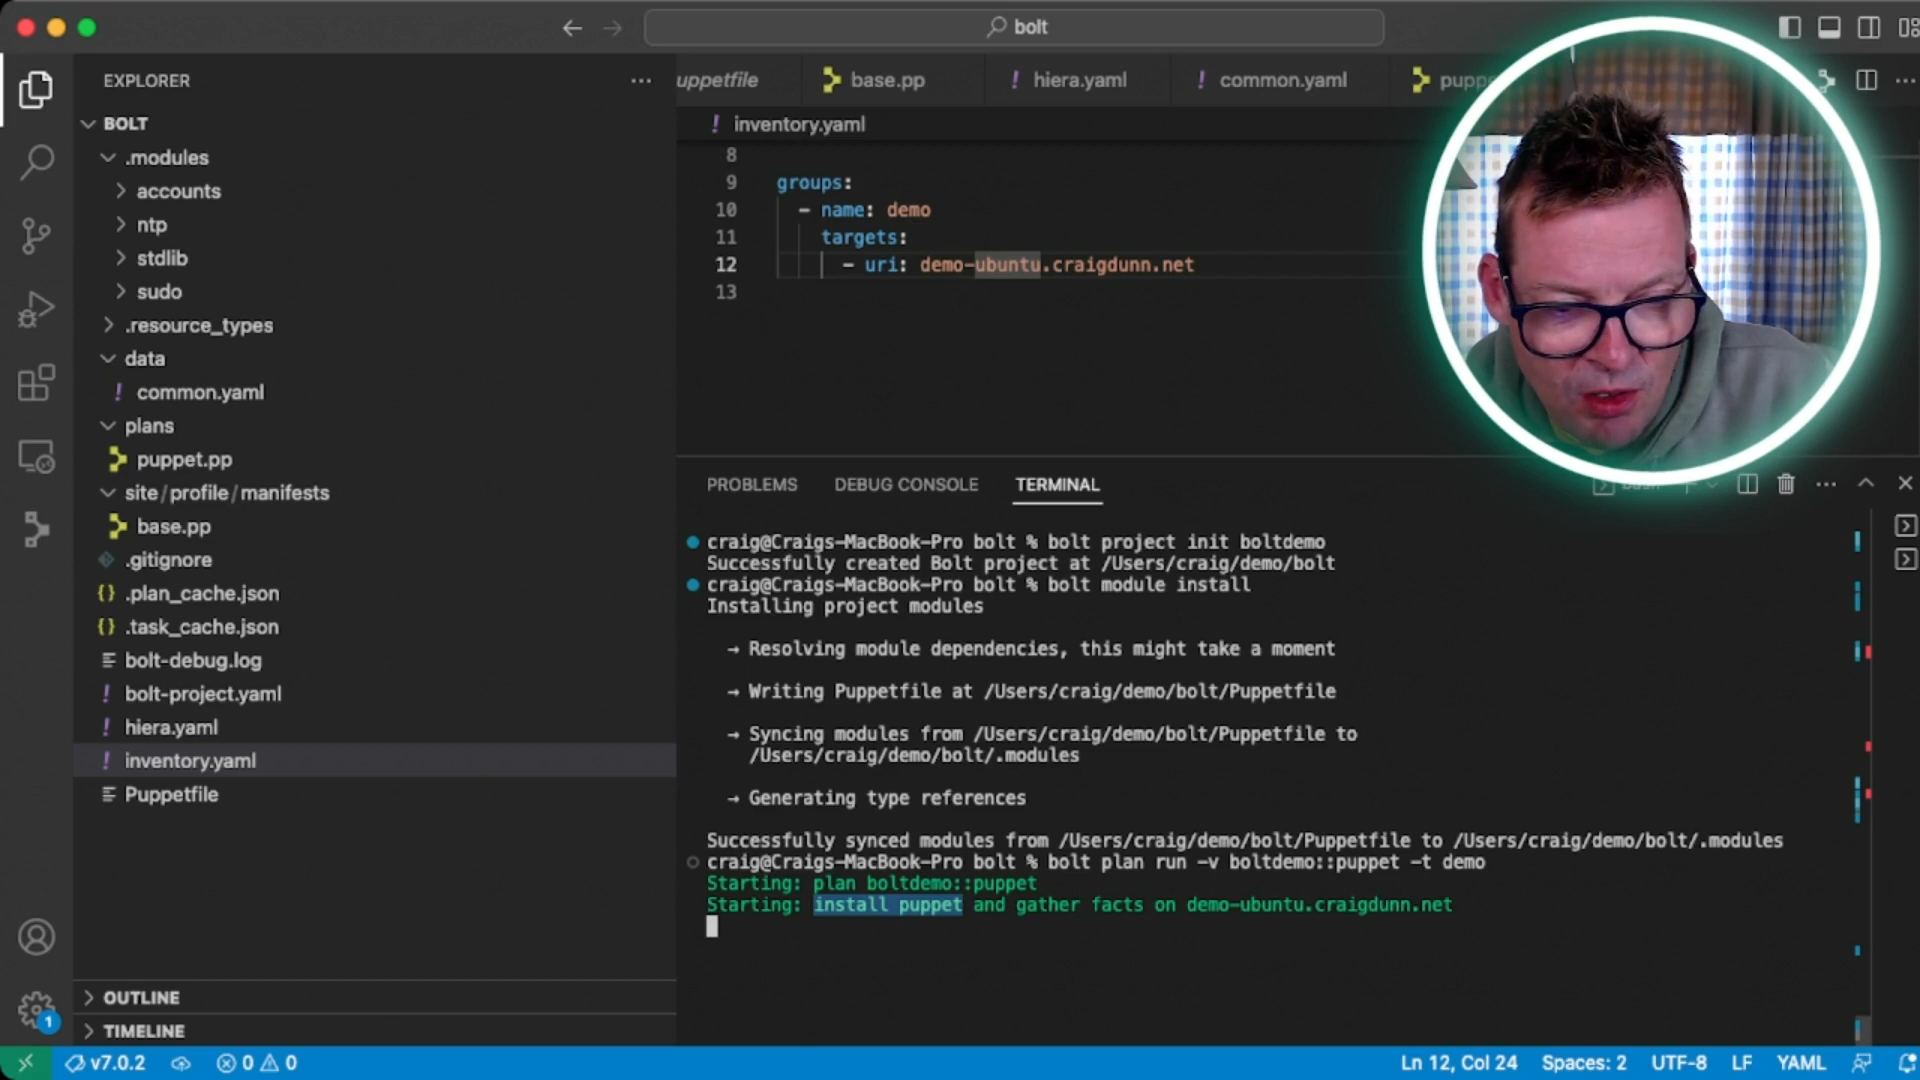 bolt
EXPLORER
BOLT
.modules
accounts
ntp
stdlib
sudo
.resource_types
data
common.yaml
plans
puppet.pp
site/profile/manifests
base.pp
.gitignore
.plan_cache.json
.task_cache.json
bolt-debug.log
bolt-project.yaml
hiera.yaml
inventory.yaml
Puppetfile
OUTLINE
TIMELINE
uppetfile
base.pp
hiera.yaml
common.yaml
pupp
inventory.yaml
8
9 groups:
10 - name: demo
11 targets:
12 - uri: demo-ubuntu.craigdunn.net
13
PROBLEMS DEBUG CONSOLE TERMINAL
craig@Craigs-MacBook-Pro bolt % bolt project init boltdemo
Successfully created Bolt project at /Users/craig/demo/bolt
craig@Craigs-MacBook-Pro bolt % bolt module install
Installing project modules
→ Resolving module dependencies, this might take a moment
→ Writing Puppetfile at /Users/craig/demo/bolt/Puppetfile
→ Syncing modules from /Users/craig/demo/bolt/Puppetfile to
/Users/craig/demo/bolt/.modules
→ Generating type references
Successfully synced modules from /Users/craig/demo/bolt/Puppetfile to /Users/craig/demo/bolt/.modules
craig@Craigs-MacBook-Pro bolt % bolt plan run -v boltdemo::puppet -t demo
Starting: plan boltdemo::puppet
Starting: install puppet and gather facts on demo-ubuntu.craigdunn.net
1
v7.0.2 0 0 Ln 12, Col 24 Spaces: 2 UTF-8 LF YAML